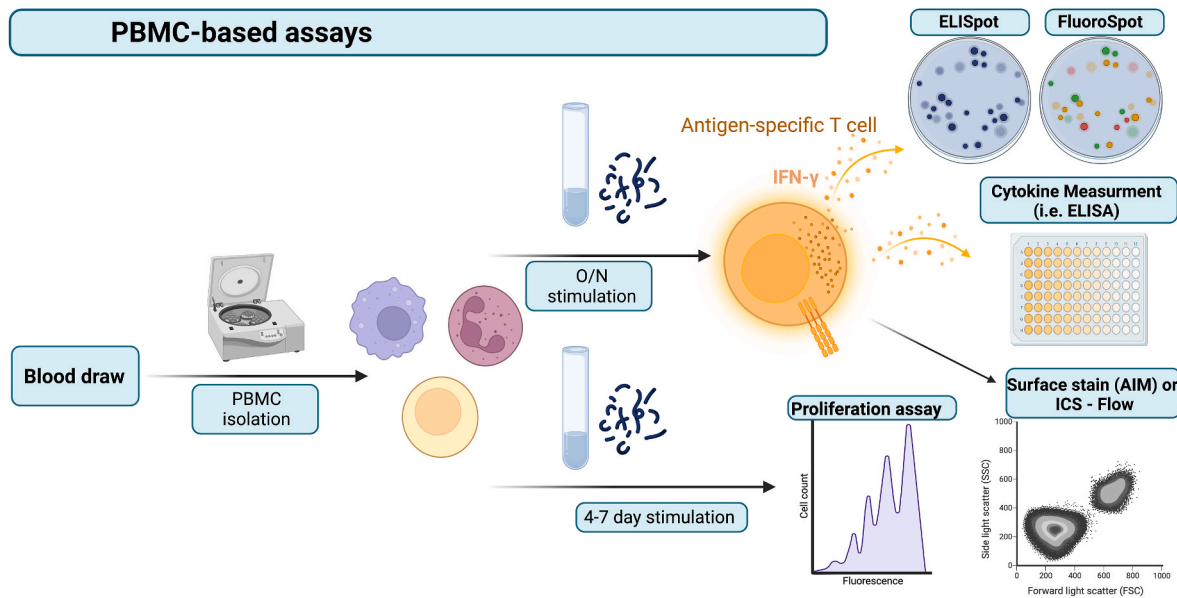 PBMC-based assays
ELISpot
FluoroSpot
Antigen-specific T cell
IFN-γ
Cytokine Measurment
(i.e. ELISA)
O/N
stimulation
Blood draw
PBMC
isolation
4-7 day stimulation
Proliferation assay
Cell count
Fluorescence
Surface stain (AIM) or
ICS - Flow
Side light scatter (SSC)
1000
800
600
400
200
0
0 200 400 600 800 1000
Forward light scatter (FSC)